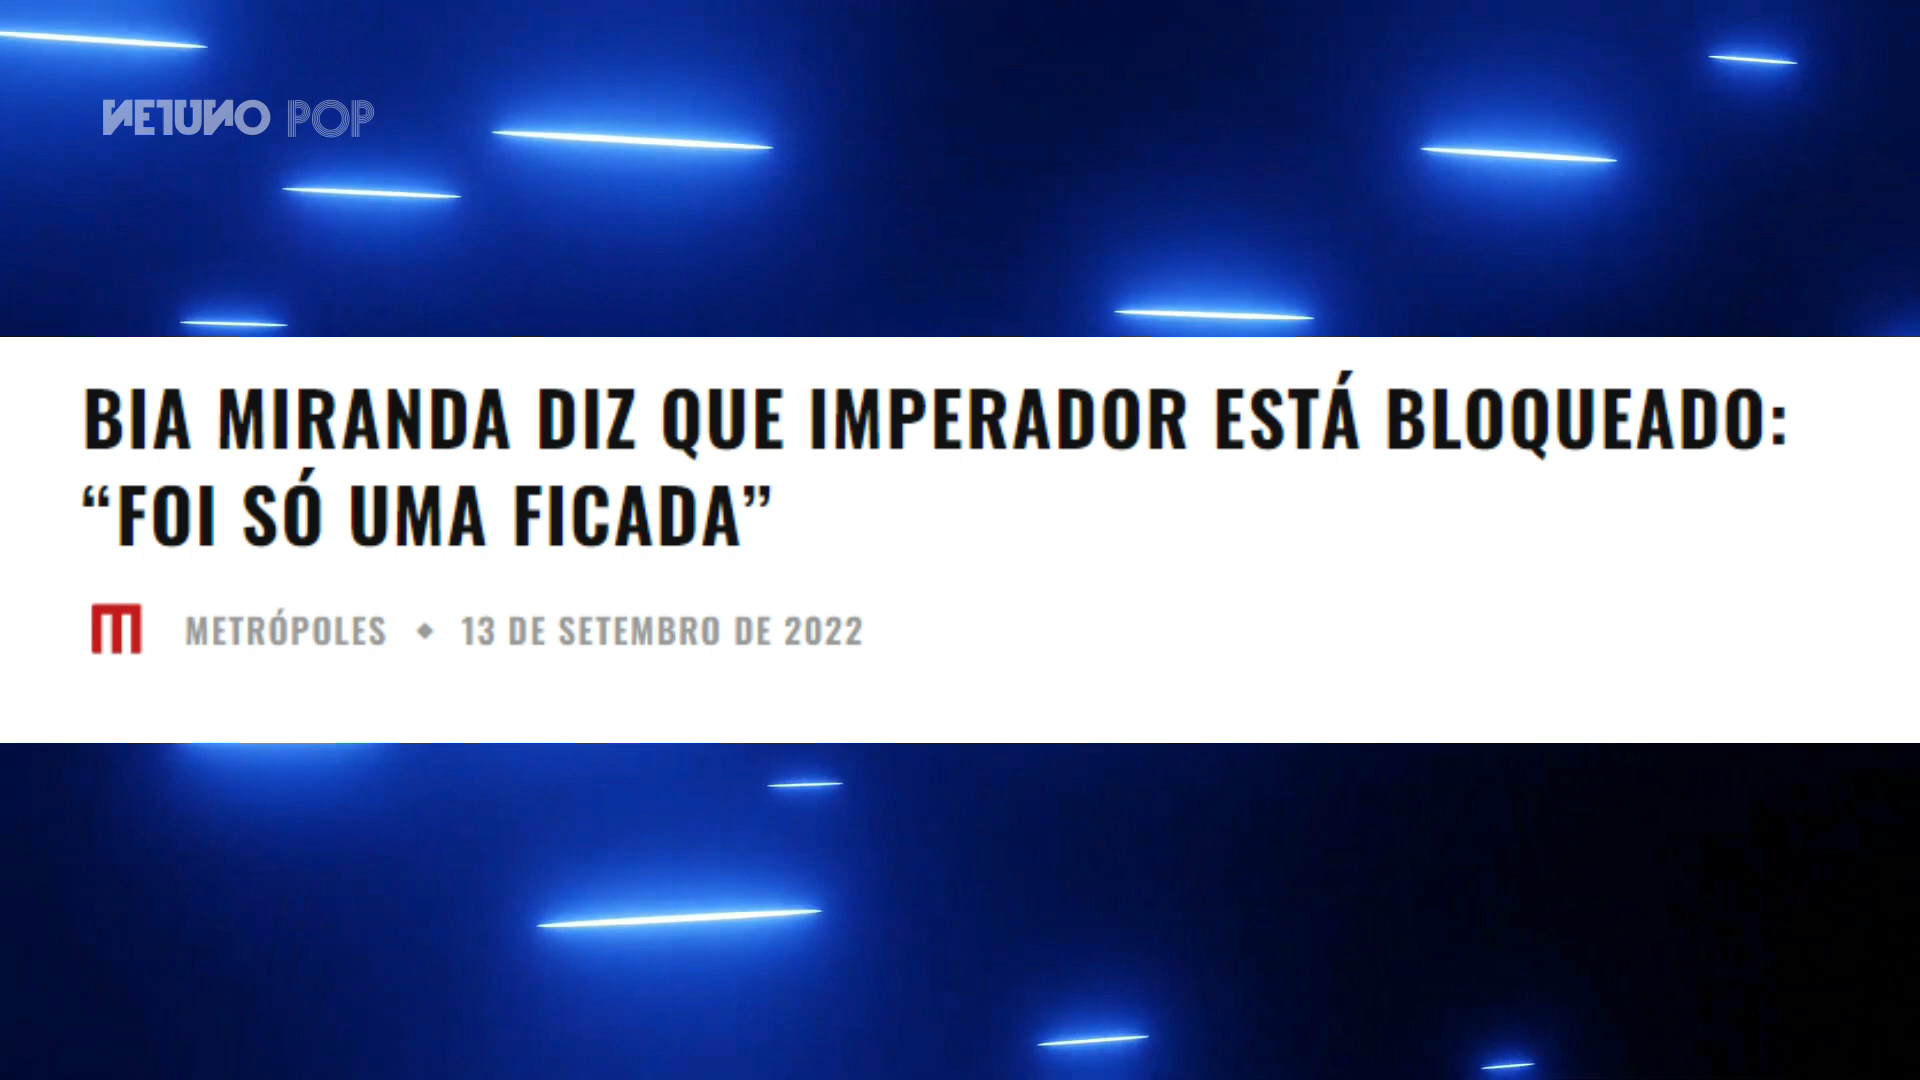 NETUNO POP
BIA MIRANDA DIZ QUE IMPERADOR ESTÁ BLOQUEADO:
“FOI SÓ UMA FICADA”
METRÓPOLES ◆ 13 DE SETEMBRO DE 2022